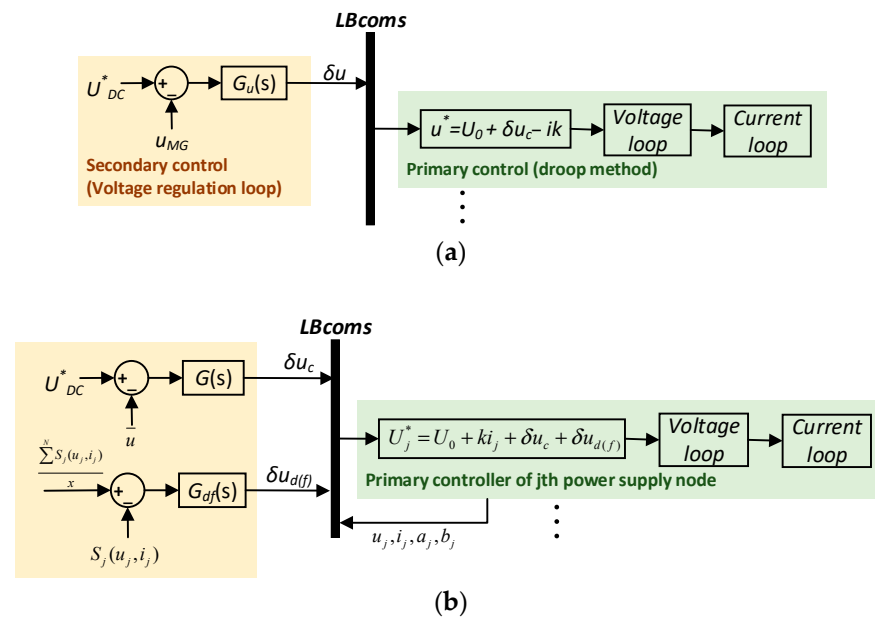 LBcoms
U*DC
+
−
Gu(s)
δu
uMG
Secondary control
(Voltage regulation loop)
u*=U0 + δuc– ik
Voltage
loop
Current
loop
Primary control (droop method)
(a)
LBcoms
U*DC
+
−
G(s)
δuc
u̅
N
∑Sj(uj,ij)
x
+
−
Gdf(s)
δud(f)
Sj(uj,ij)
Uj* = U0 + kij + δuc + δud(f)
Voltage
loop
Current
loop
Primary controller of jth power supply node
uj,ij,aj,bj
(b)